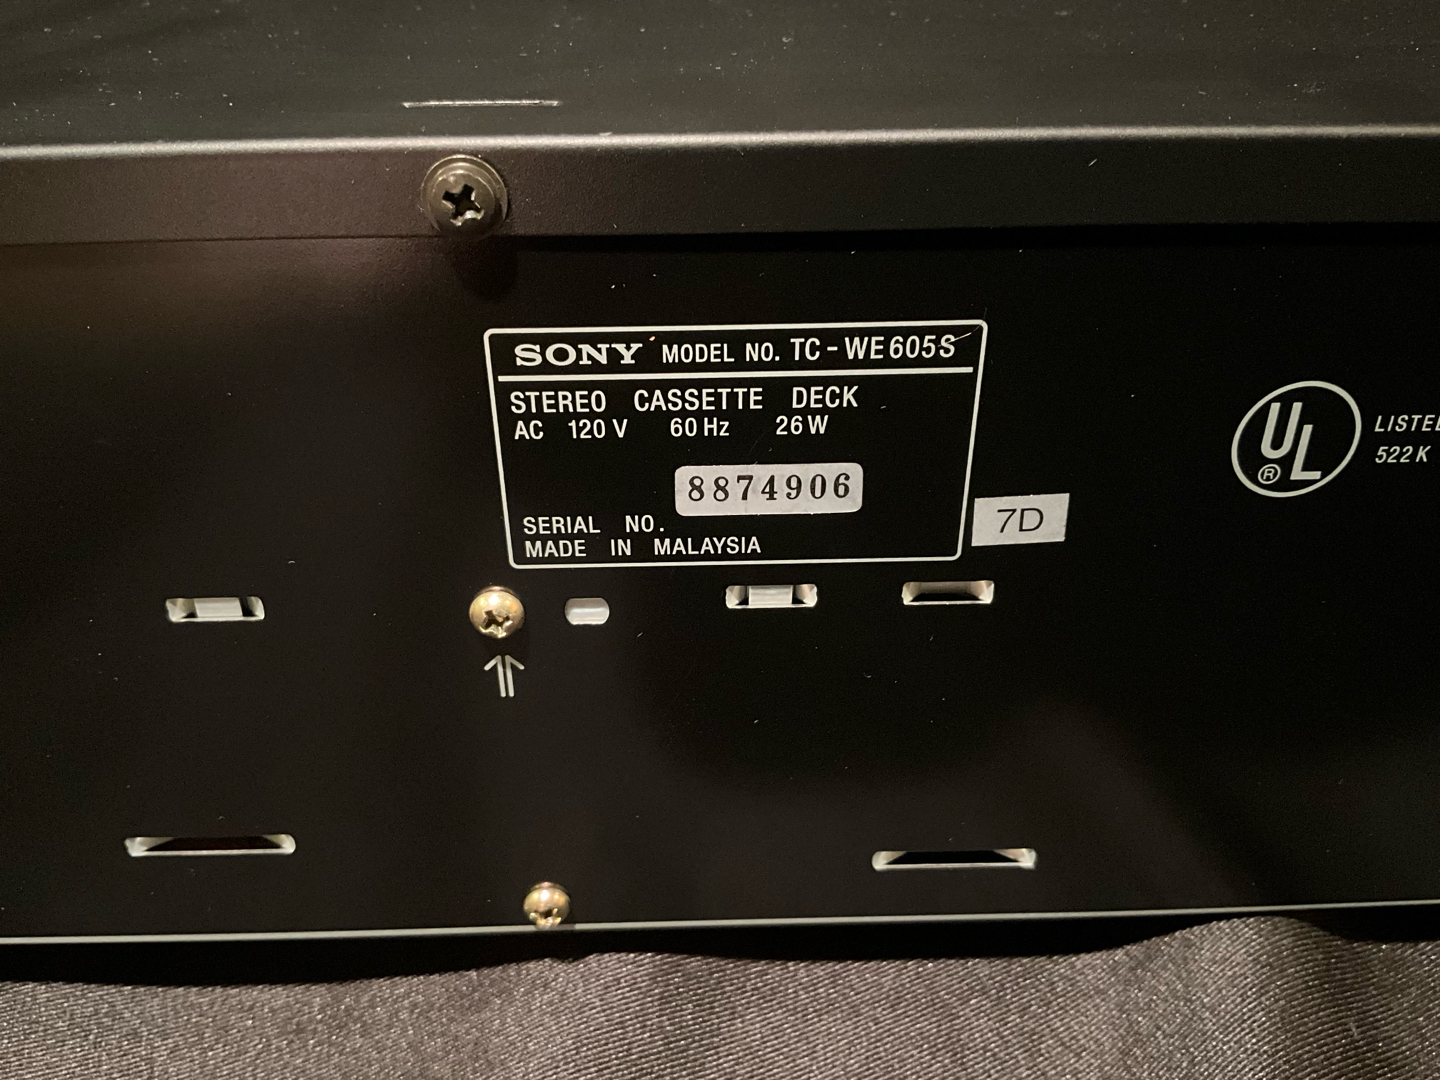 SONY MODEL NO. TC-WE605S
STEREO CASSETTE DECK
AC 120 V 60 Hz 26 W
8874906
SERIAL NO.
MADE IN MALAYSIA
7D
UL
®
LISTED
522K